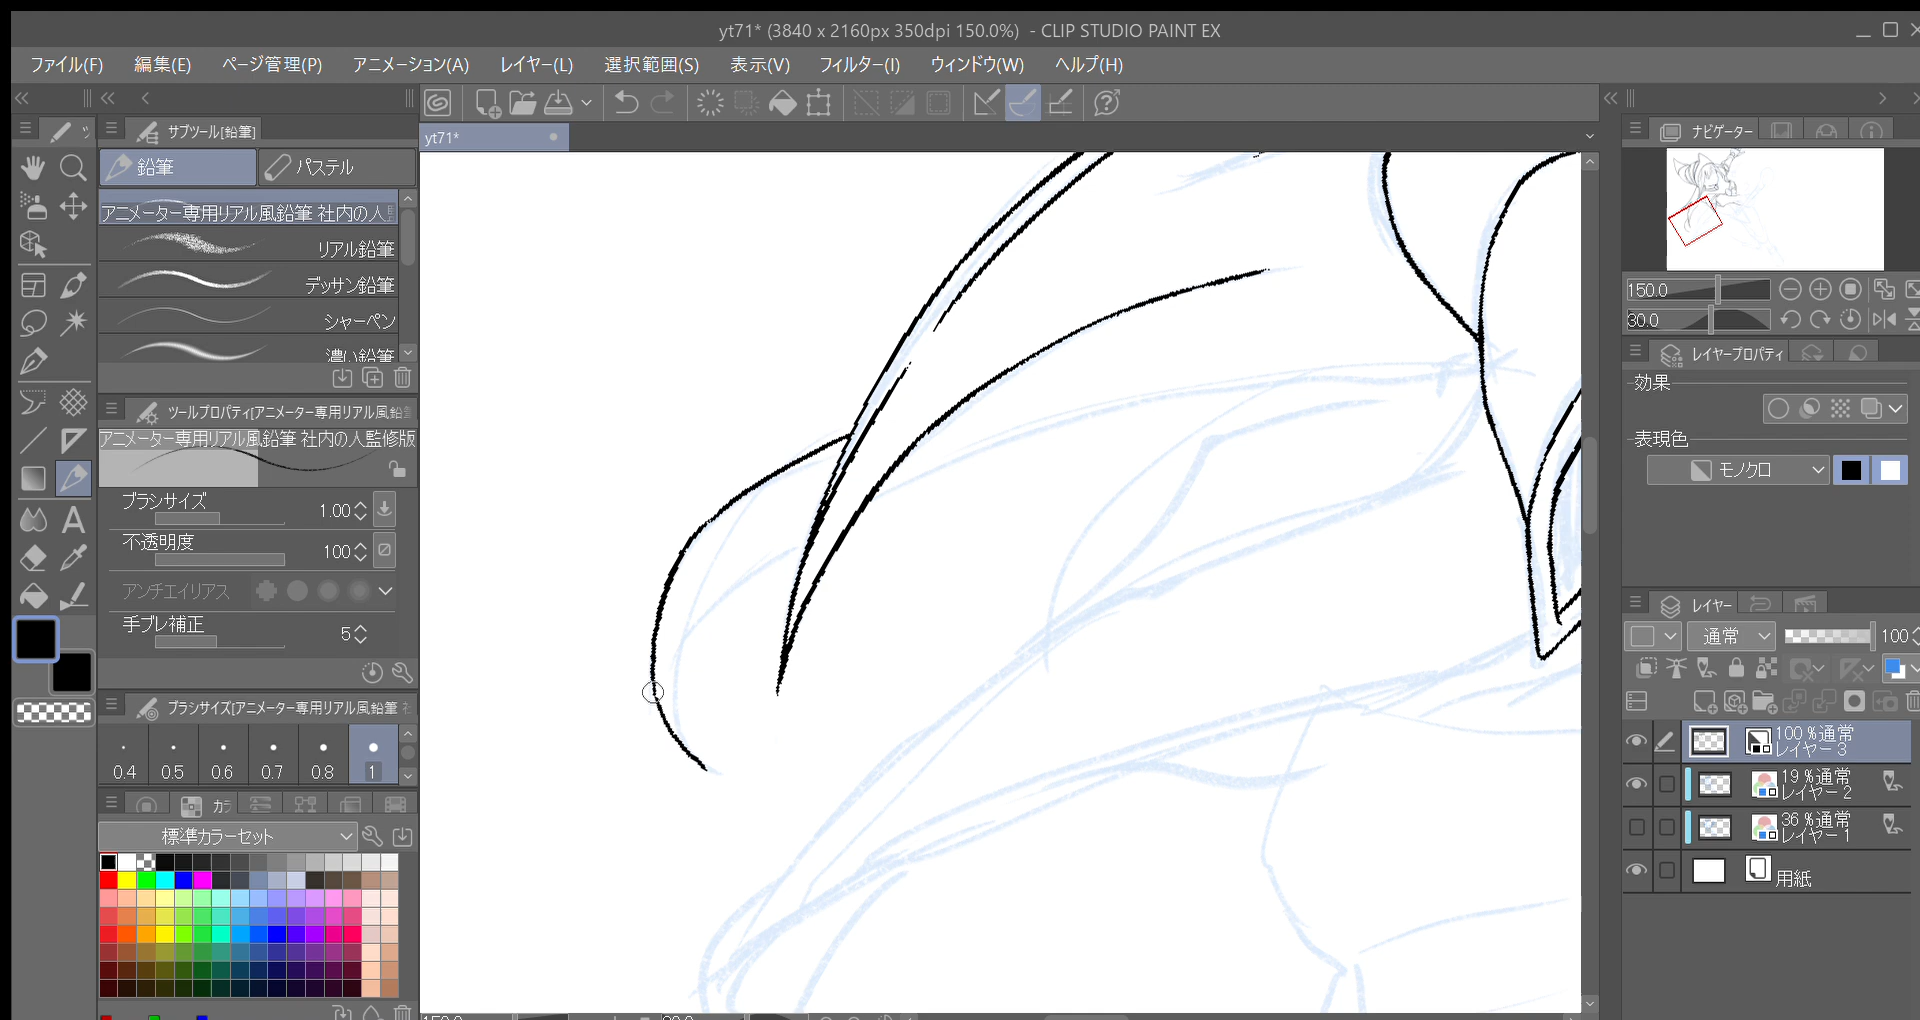 yt71* (3840 x 2160px 350dpi 150.0%) - CLIP STUDIO PAINT EX
ファイル(F) 編集(E) ページ管理(P) アニメーション(A) レイヤー(L) 選択範囲(S) 表示(V) フィルター(I) ウィンドウ(W) ヘルプ(H)
サブツール[鉛筆]
yt71*
鉛筆
パステル
アニメーター専用リアル風鉛筆 社内の人
リアル鉛筆
デッサン鉛筆
シャーペン
濃い鉛筆
ツールプロパティ[アニメーター専用リアル風鉛
アニメーター専用リアル風鉛筆 社内の人監修版
ブラシサイズ 1.00
不透明度 100
アンチエイリアス
手ブレ補正 5
ブラシサイズ[アニメーター専用リアル風鉛筆
0.4 0.5 0.6 0.7 0.8 1
カラ
標準カラーセット
ナビゲーター
150.0
30.0
レイヤープロパティ
効果
表現色
モノクロ
レイヤー
通常 100
100 %通常
レイヤー 3
19 %通常
レイヤー 2
36 %通常
レイヤー 1
用紙